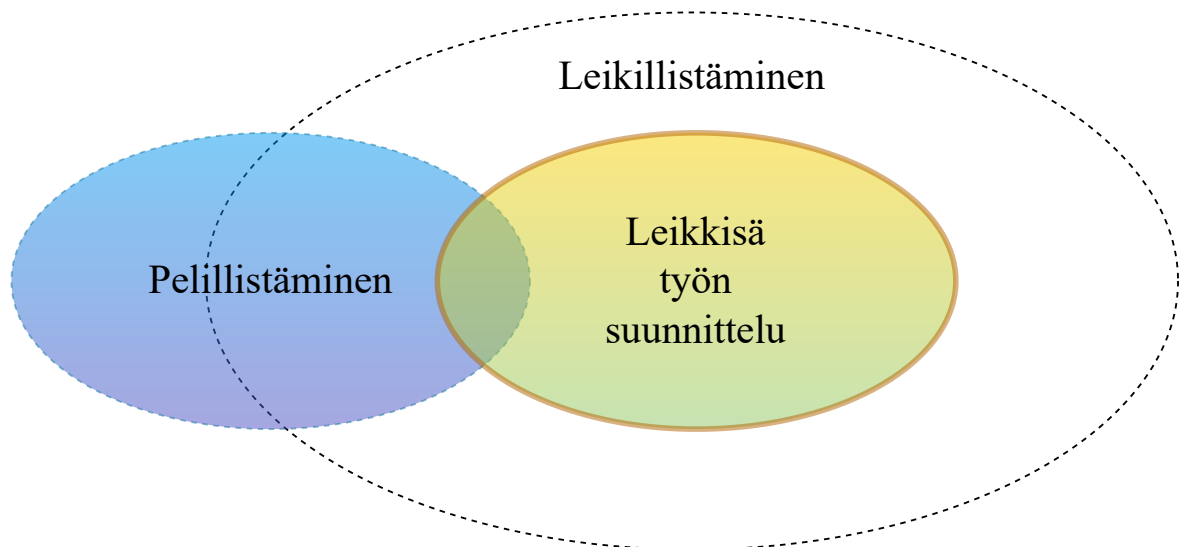 Leikillistäminen
Pelillistäminen
Leikkisä
työn
suunnittelu